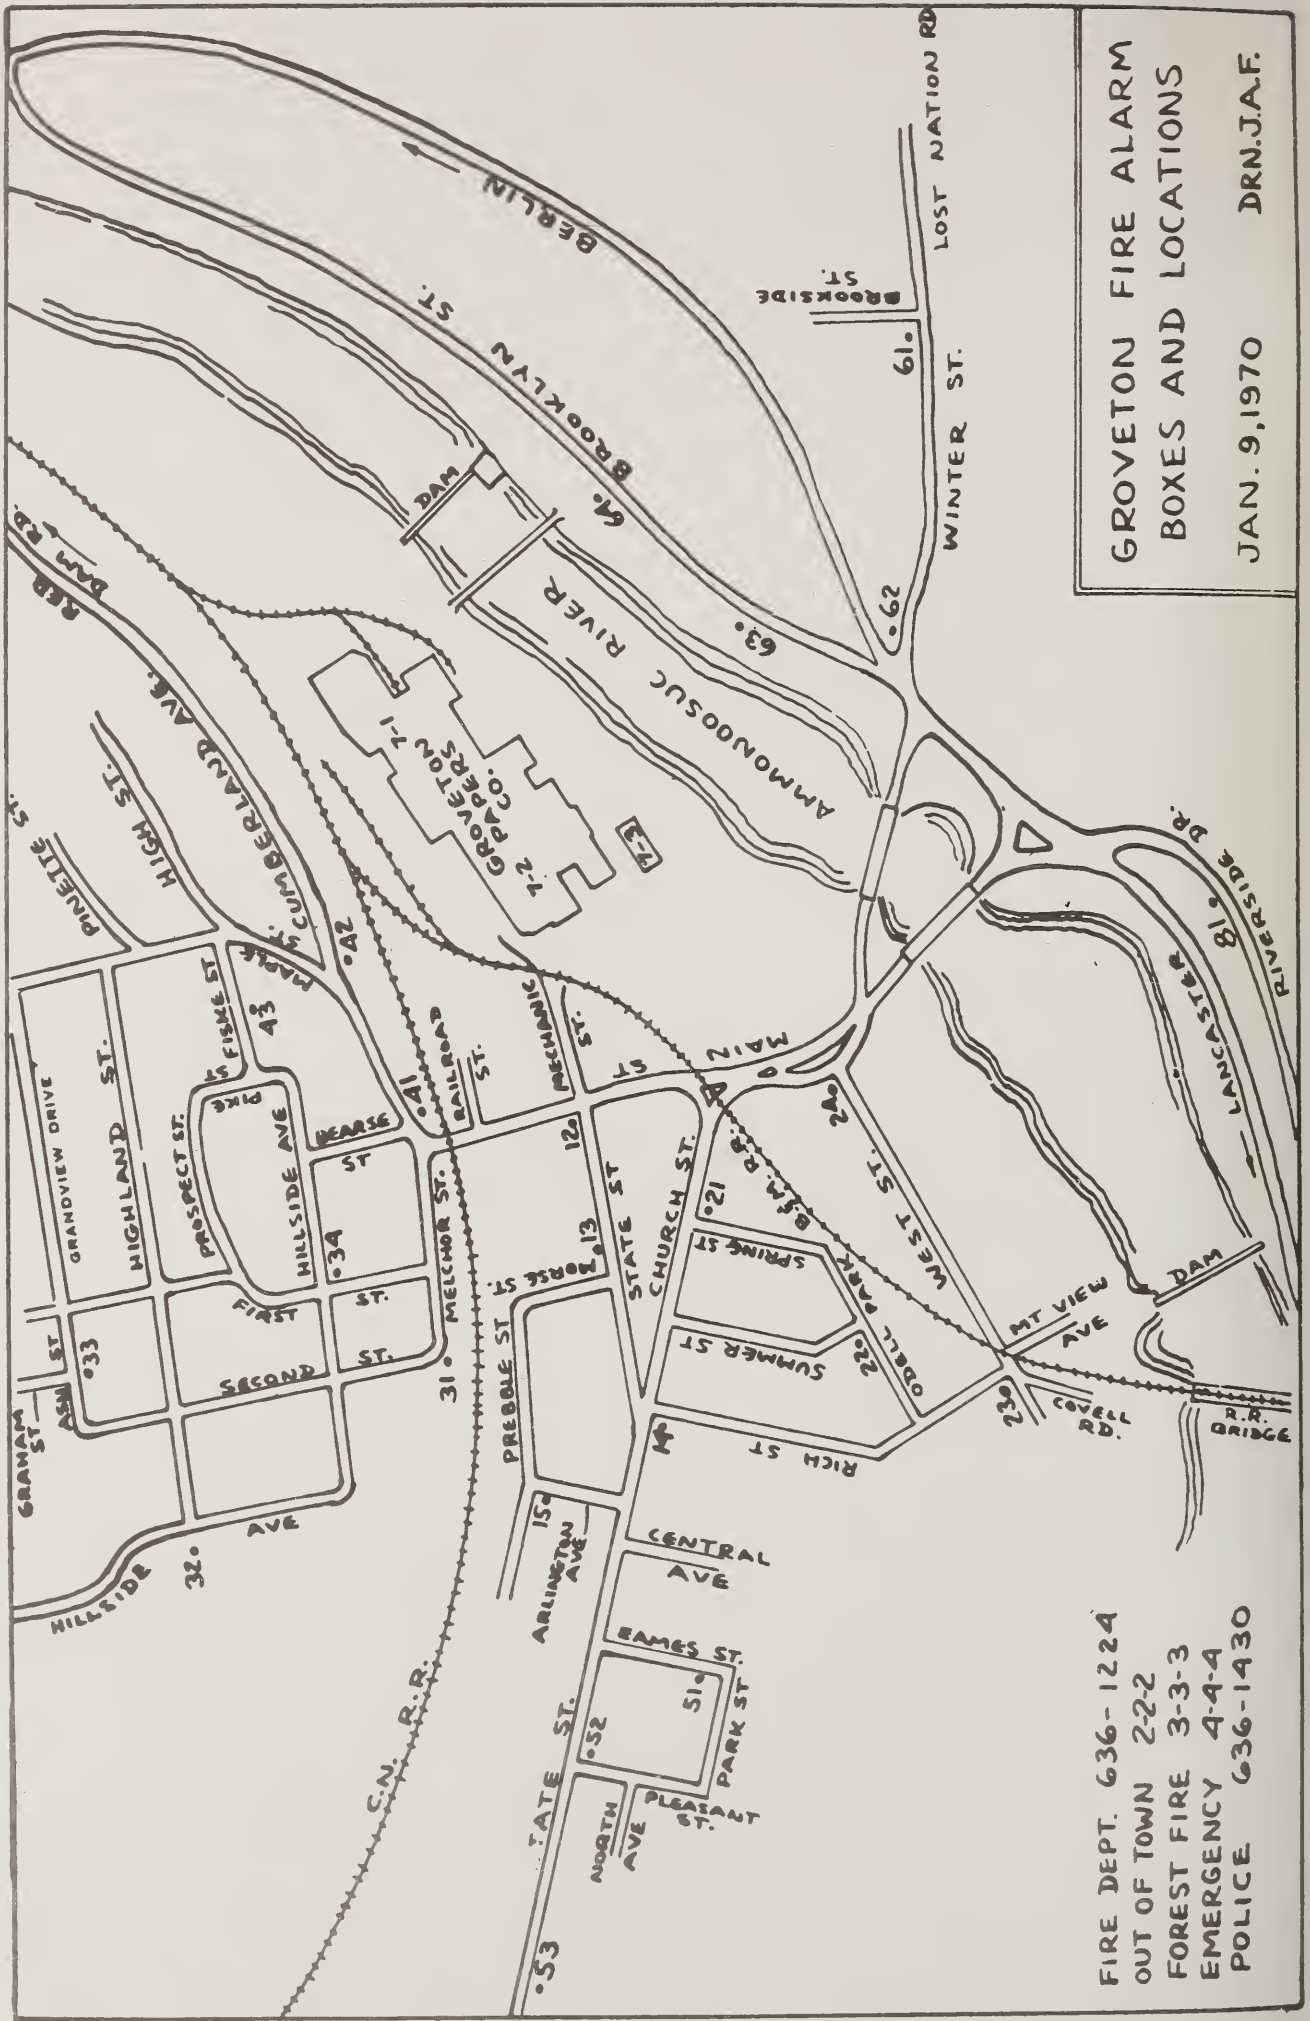 GROVETON FIRE ALARM
BOXES AND LOCATIONS
JAN. 9,1970 DRN.J.A.F.
LOST NATION RD
BROOKSIDE
ST.
61
WINTER ST.
BERLIN
BROOKLYN ST.
62
63
64
DAM
AMMONOOSUC RIVER
RED
DAM RD.
CUMBERLAND AVE.
HIGH ST.
PINETTE ST.
MAPLE
ST.
42
GROVETON
PAPERS
CO.
7-1
7-2
7-3
FISKE ST
43
PIKE
ST
GRANDVIEW DRIVE
HIGHLAND ST.
PROSPECT ST.
HILLSIDE AVE
PEARSE
ST
41
RAILROAD
ST.
MECHANIC
ST.
MAIN
ST
12
13
STATE ST
CHURCH ST.
MORSE ST.
MELCHOR ST.
31
34
FIRST
ST.
SECOND
ST.
33
ASH
ST
GRAHAM
ST
HILLSIDE
AVE
32
PREBBLE ST
15
ARLINGTON
AVE
14
21
B.&M. R.R.
SPRING ST
SUMMER ST
ODELL PARK
22
24
WEST ST.
MT VIEW
AVE
23
COVELL
RD.
RICH ST
R.R.
BRIDGE
DAM
LANCASTER
81
RIVERSIDE DR.
RIVERSIDE
CENTRAL
AVE
EAMES ST.
51
52
PARK ST
PLEASANT
ST.
NORTH
AVE
TATE ST.
53
C.N. R.R.
FIRE DEPT. 636-1224
OUT OF TOWN 2-2-2
FOREST FIRE 3-3-3
EMERGENCY 4-4-4
POLICE 636-1430